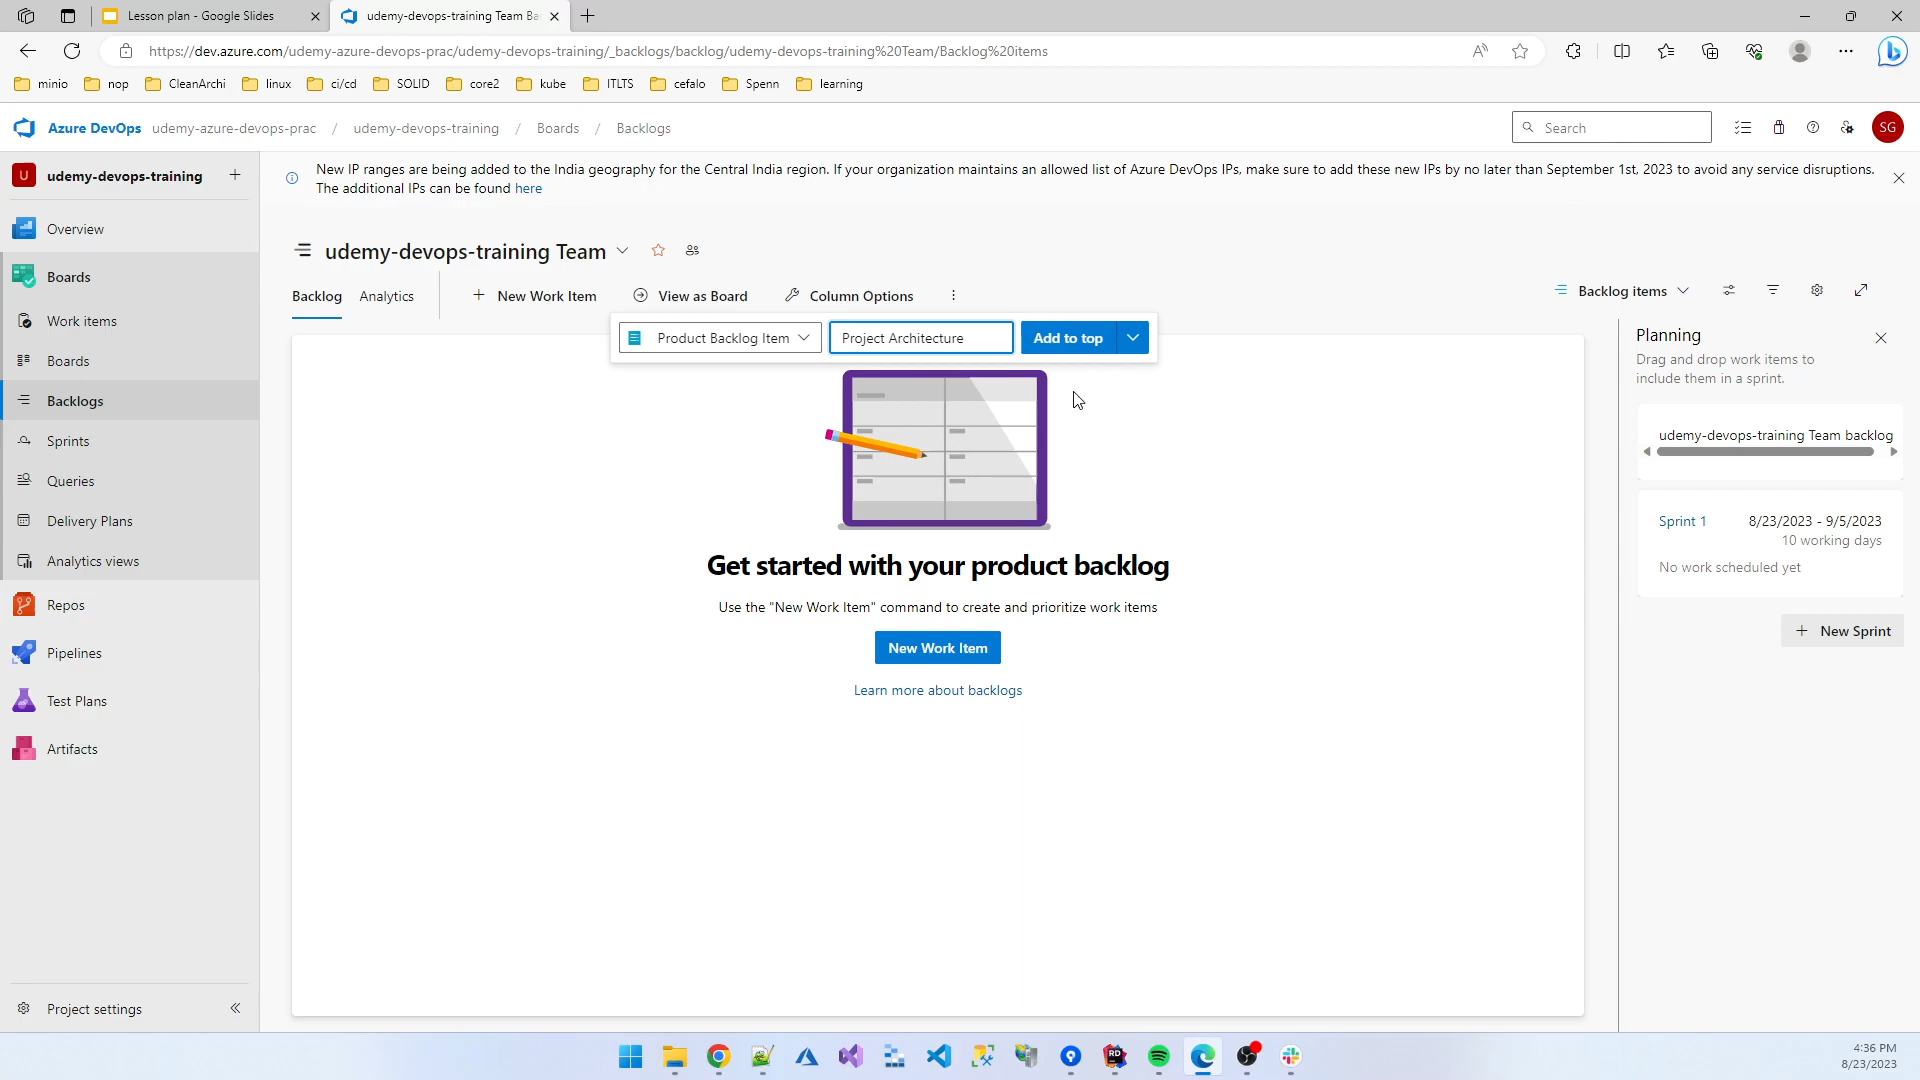 Lesson plan - Google Slides
udemy-devops-training Team Ba
https://dev.azure.com/udemy-azure-devops-prac/udemy-devops-training/_backlogs/backlog/udemy-devops-training%20Team/Backlog%20items
minio
nop
CleanArchi
linux
ci/cd
SOLID
core2
kube
ITLTS
cefalo
Spenn
learning
Azure DevOps
udemy-azure-devops-prac / udemy-devops-training / Boards / Backlogs
Search
SG
U
udemy-devops-training
New IP ranges are being added to the India geography for the Central India region. If your organization maintains an allowed list of Azure DevOps IPs, make sure to add these new IPs by no later than September 1st, 2023 to avoid any service disruptions.
The additional IPs can be found here
Overview
Boards
Work items
Boards
Backlogs
Sprints
Queries
Delivery Plans
Analytics views
Repos
Pipelines
Test Plans
Artifacts
Project settings
udemy-devops-training Team
Backlog
Analytics
New Work Item
View as Board
Column Options
Backlog items
Product Backlog Item
Project Architecture
Add to top
Get started with your product backlog
Use the "New Work Item" command to create and prioritize work items
New Work Item
Learn more about backlogs
Planning
Drag and drop work items to
include them in a sprint.
udemy-devops-training Team backlog
Sprint 1
8/23/2023 - 9/5/2023
10 working days
No work scheduled yet
New Sprint
RD
4:36 PM
8/23/2023